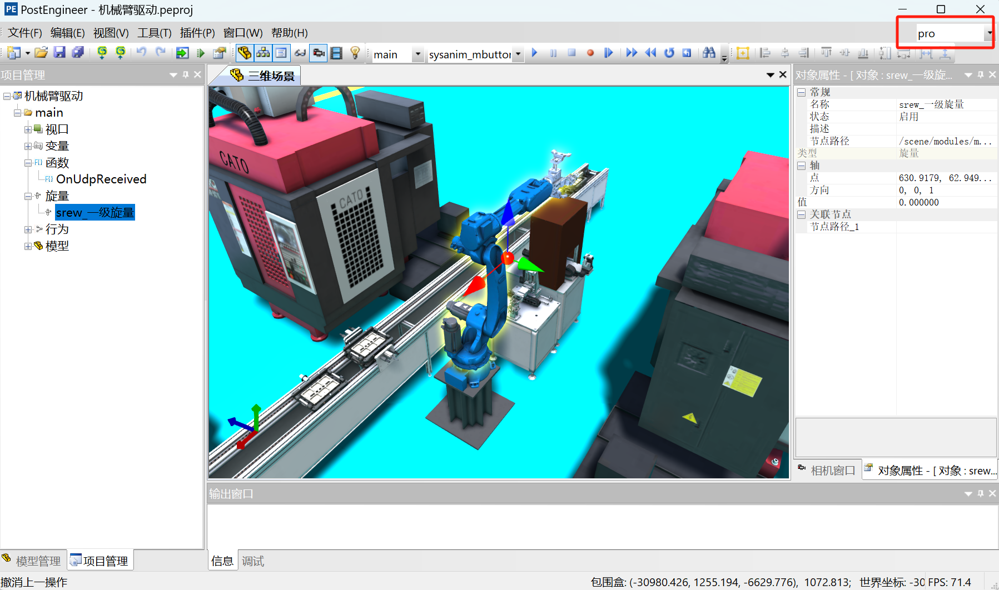 PE PostEngineer - 机械臂驱动.peproj
文件(F) 编辑(E) 视图(V) 工具(T) 插件(P) 窗口(W) 帮助(H)
pro
main sysanim_mbuttor
项目管理
机械臂驱动
main
视口
变量
函数
OnUdpReceived
旋量
srew_一级旋量
行为
模型
模型管理 项目管理
三维场景
CATO
CATO
对象属性 - [ 对象 : srew_一级旋...
常规
名称 srew_一级旋量
状态 启用
描述
节点路径 /scene/modules/m...
类型 旋量
轴
点 630.9179, 62.949...
方向 0, 0, 1
值 0.000000
关联节点
节点路径_1
相机窗口 对象属性 - [ 对象 : srew...
输出窗口
信息 调试
撤消上一操作
包围盒: (-30980.426, 1255.194, -6629.776), 1072.813; 世界坐标: -30 FPS: 71.4